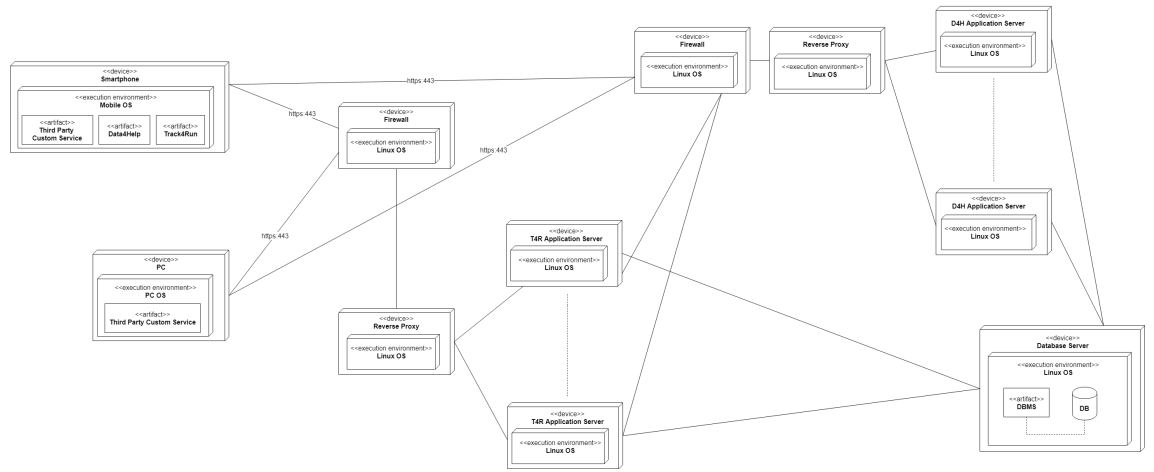 <<device>>
Smartphone
<<execution environment>>
Mobile OS
<<artifact>>
Third Party
Custom Service
<<artifact>>
Data4Help
<<artifact>>
Track4Run
https:443
https:443
https:443
https:443
<<device>>
Firewall
<<execution environment>>
Linux OS
<<device>>
Firewall
<<execution environment>>
Linux OS
<<device>>
Reverse Proxy
<<execution environment>>
Linux OS
<<device>>
D4H Application Server
<<execution environment>>
Linux OS
<<device>>
D4H Application Server
<<execution environment>>
Linux OS
<<device>>
PC
<<execution environment>>
PC OS
<<artifact>>
Third Party Custom Service
<<device>>
T4R Application Server
<<execution environment>>
Linux OS
<<device>>
Reverse Proxy
<<execution environment>>
Linux OS
<<device>>
T4R Application Server
<<execution environment>>
Linux OS
<<device>>
Database Server
<<execution environment>>
Linux OS
<<artifact>>
DBMS
DB